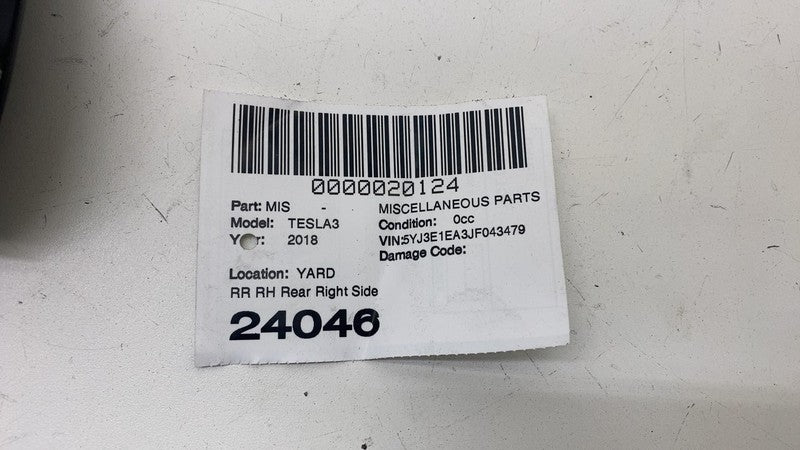 0000020124
Part: MIS - MISCELLANEOUS PARTS
Model: TESLA3 Condition: 0cc
2018 VIN:5YJ3E1EA3JF043479
Damage Code:
Location: YARD
RR RH Rear Right Side
24046